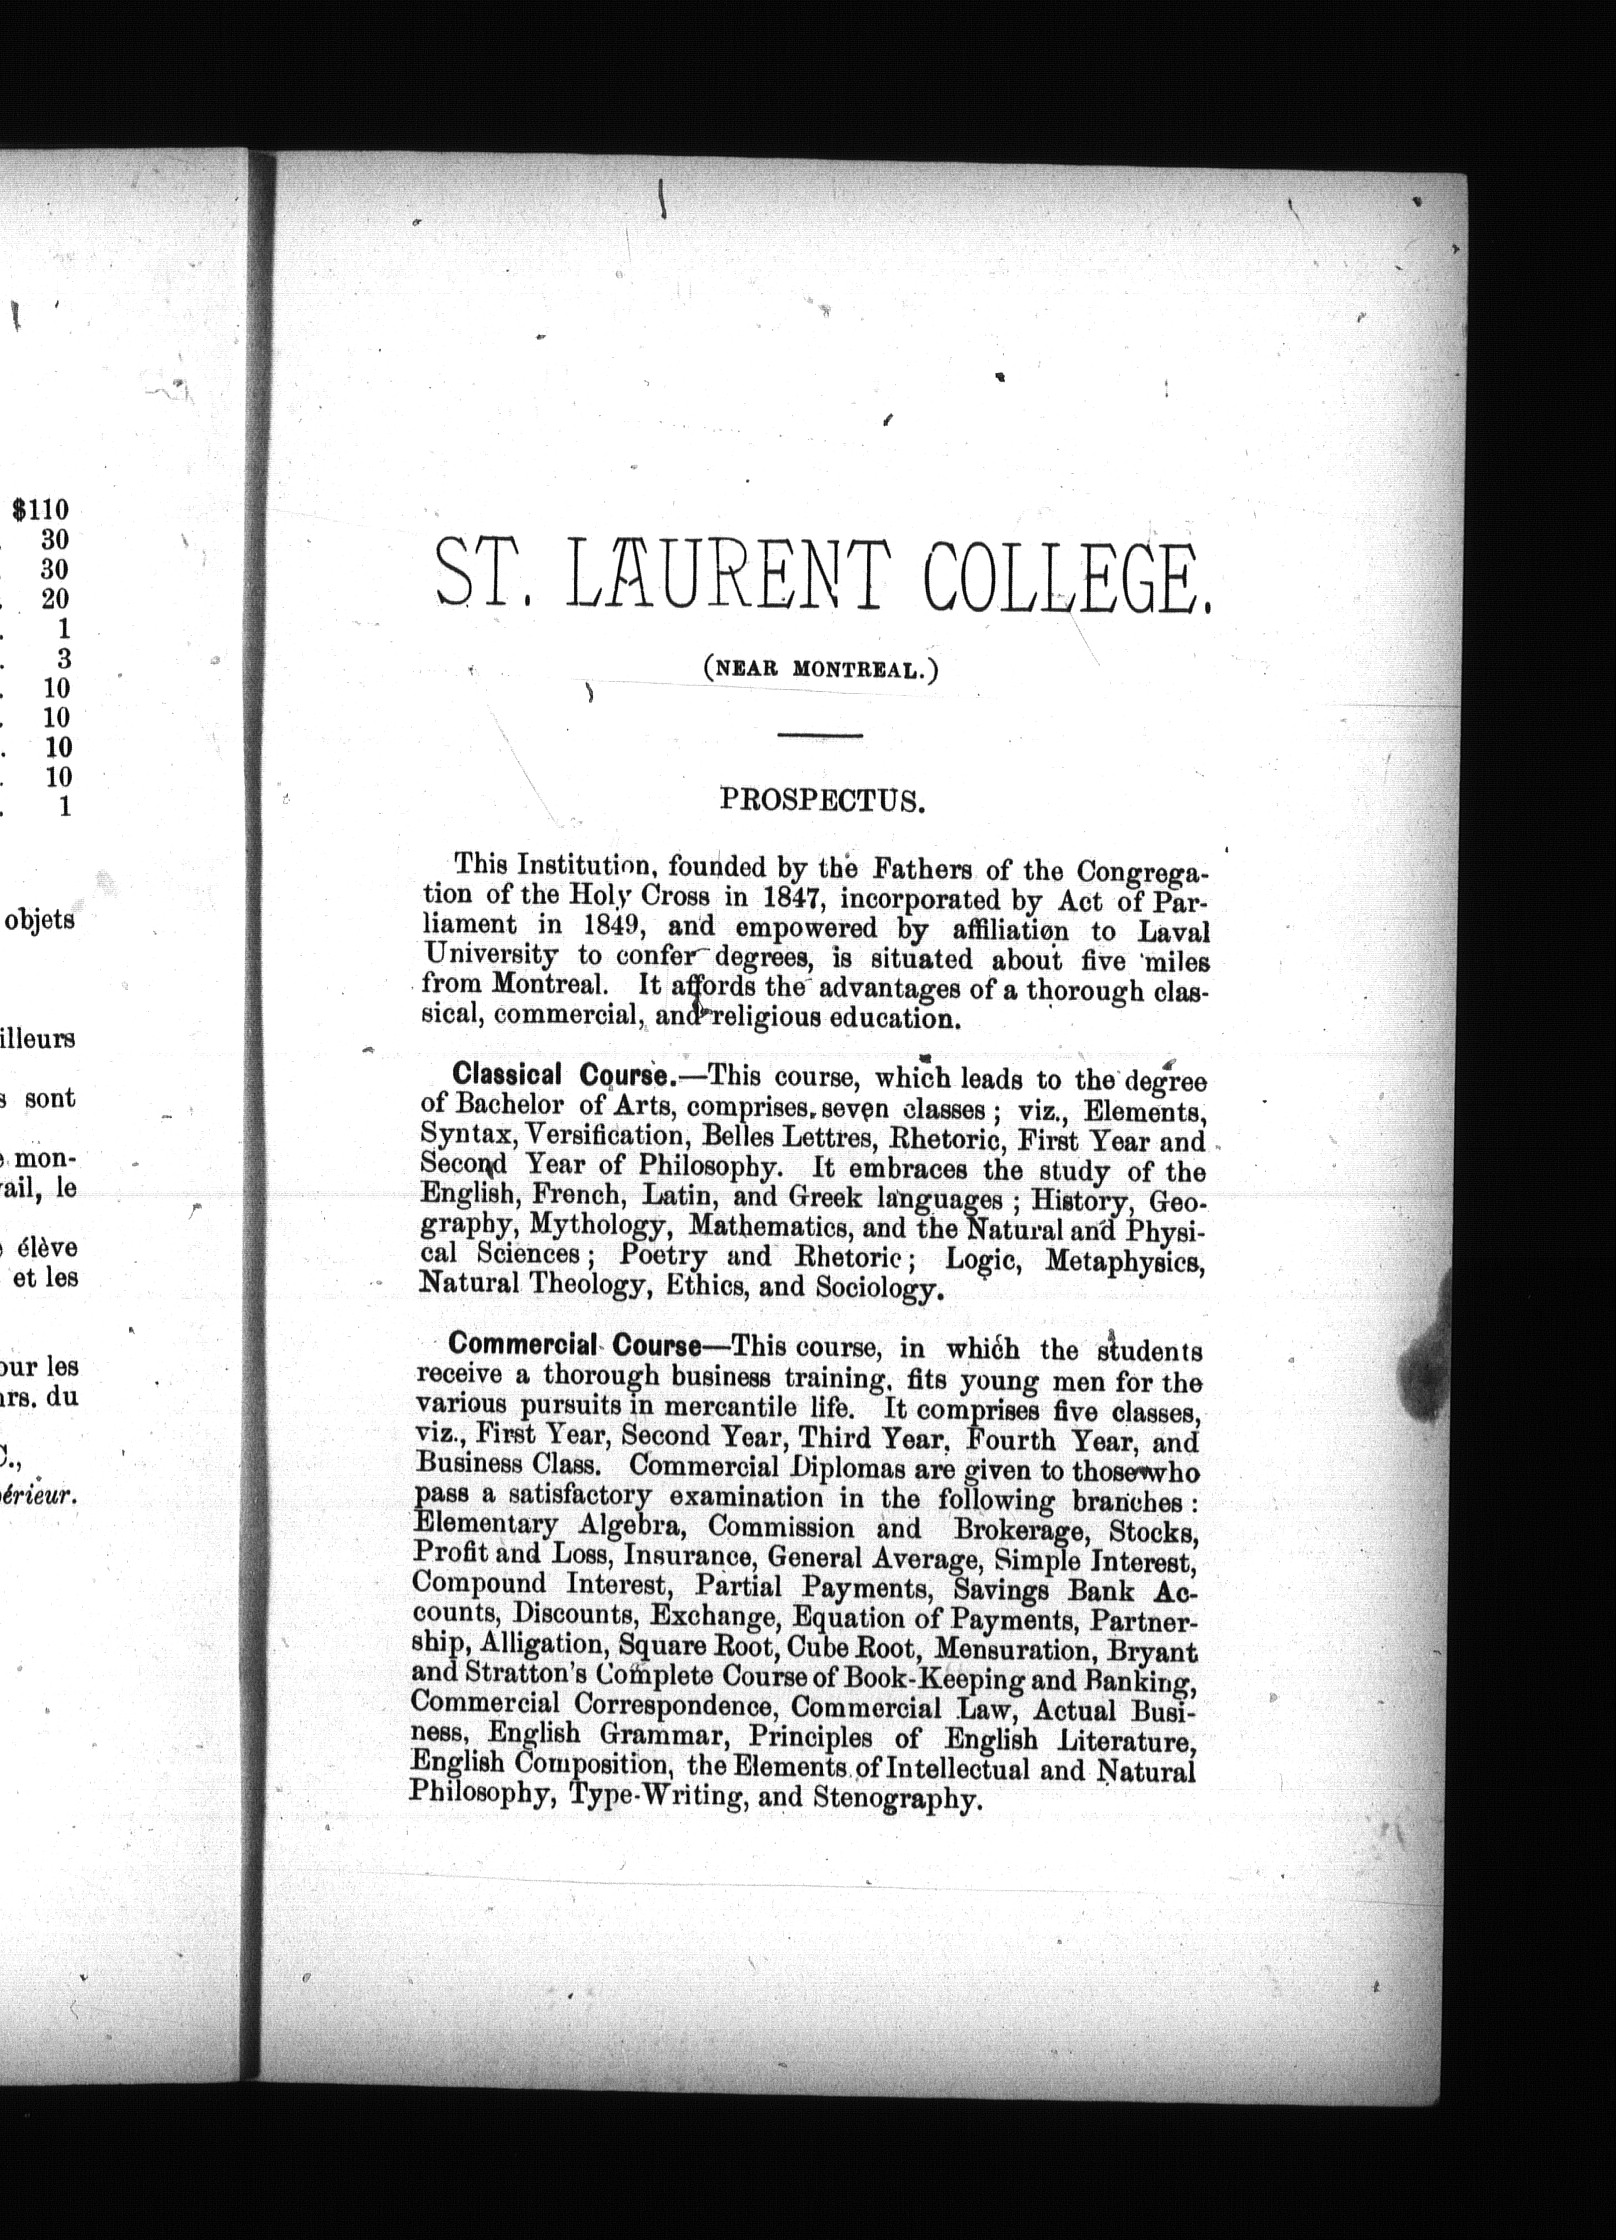 $110
30
30
20
1
3
10
10
10
10
1
objets
sont
mon-
le
élève
et les
les
du
ST. LAURENT COLLEGE.
(NEAR MONTREAL.)
PROSPECTUS.
This Institution, founded by the Fathers of the Congrega-
tion of the Holy Cross in 1847, incorporated by Act of Par-
liament in 1849, and empowered by affiliation to Laval
University to confer degrees, is situated about five miles
from Montreal. It affords the advantages of a thorough clas-
sical, commercial, and religious education.
Classical Course.—This course, which leads to the degree
of Bachelor of Arts, comprises seven classes ; viz., Elements,
Syntax, Versification, Belles Lettres, Rhetoric, First Year and
Second Year of Philosophy. It embraces the study of the
English, French, Latin, and Greek languages ; History, Geo-
graphy, Mythology, Mathematics, and the Natural and Physi-
cal Sciences ; Poetry and Rhetoric ; Logic, Metaphysics,
Natural Theology, Ethics, and Sociology.
Commercial Course—This course, in which the students
receive a thorough business training, fits young men for the
various pursuits in mercantile life. It comprises five classes,
viz., First Year, Second Year, Third Year, Fourth Year, and
Business Class. Commercial Diplomas are given to those who
pass a satisfactory examination in the following branches :
Elementary Algebra, Commission and Brokerage, Stocks,
Profit and Loss, Insurance, General Average, Simple Interest,
Compound Interest, Partial Payments, Savings Bank Ac-
counts, Discounts, Exchange, Equation of Payments, Partner-
ship, Alligation, Square Root, Cube Root, Mensuration, Bryant
and Stratton's Complete Course of Book-Keeping and Banking,
Commercial Correspondence, Commercial Law, Actual Busi-
ness, English Grammar, Principles of English Literature,
English Composition, the Elements of Intellectual and Natural
Philosophy, Type-Writing, and Stenography.